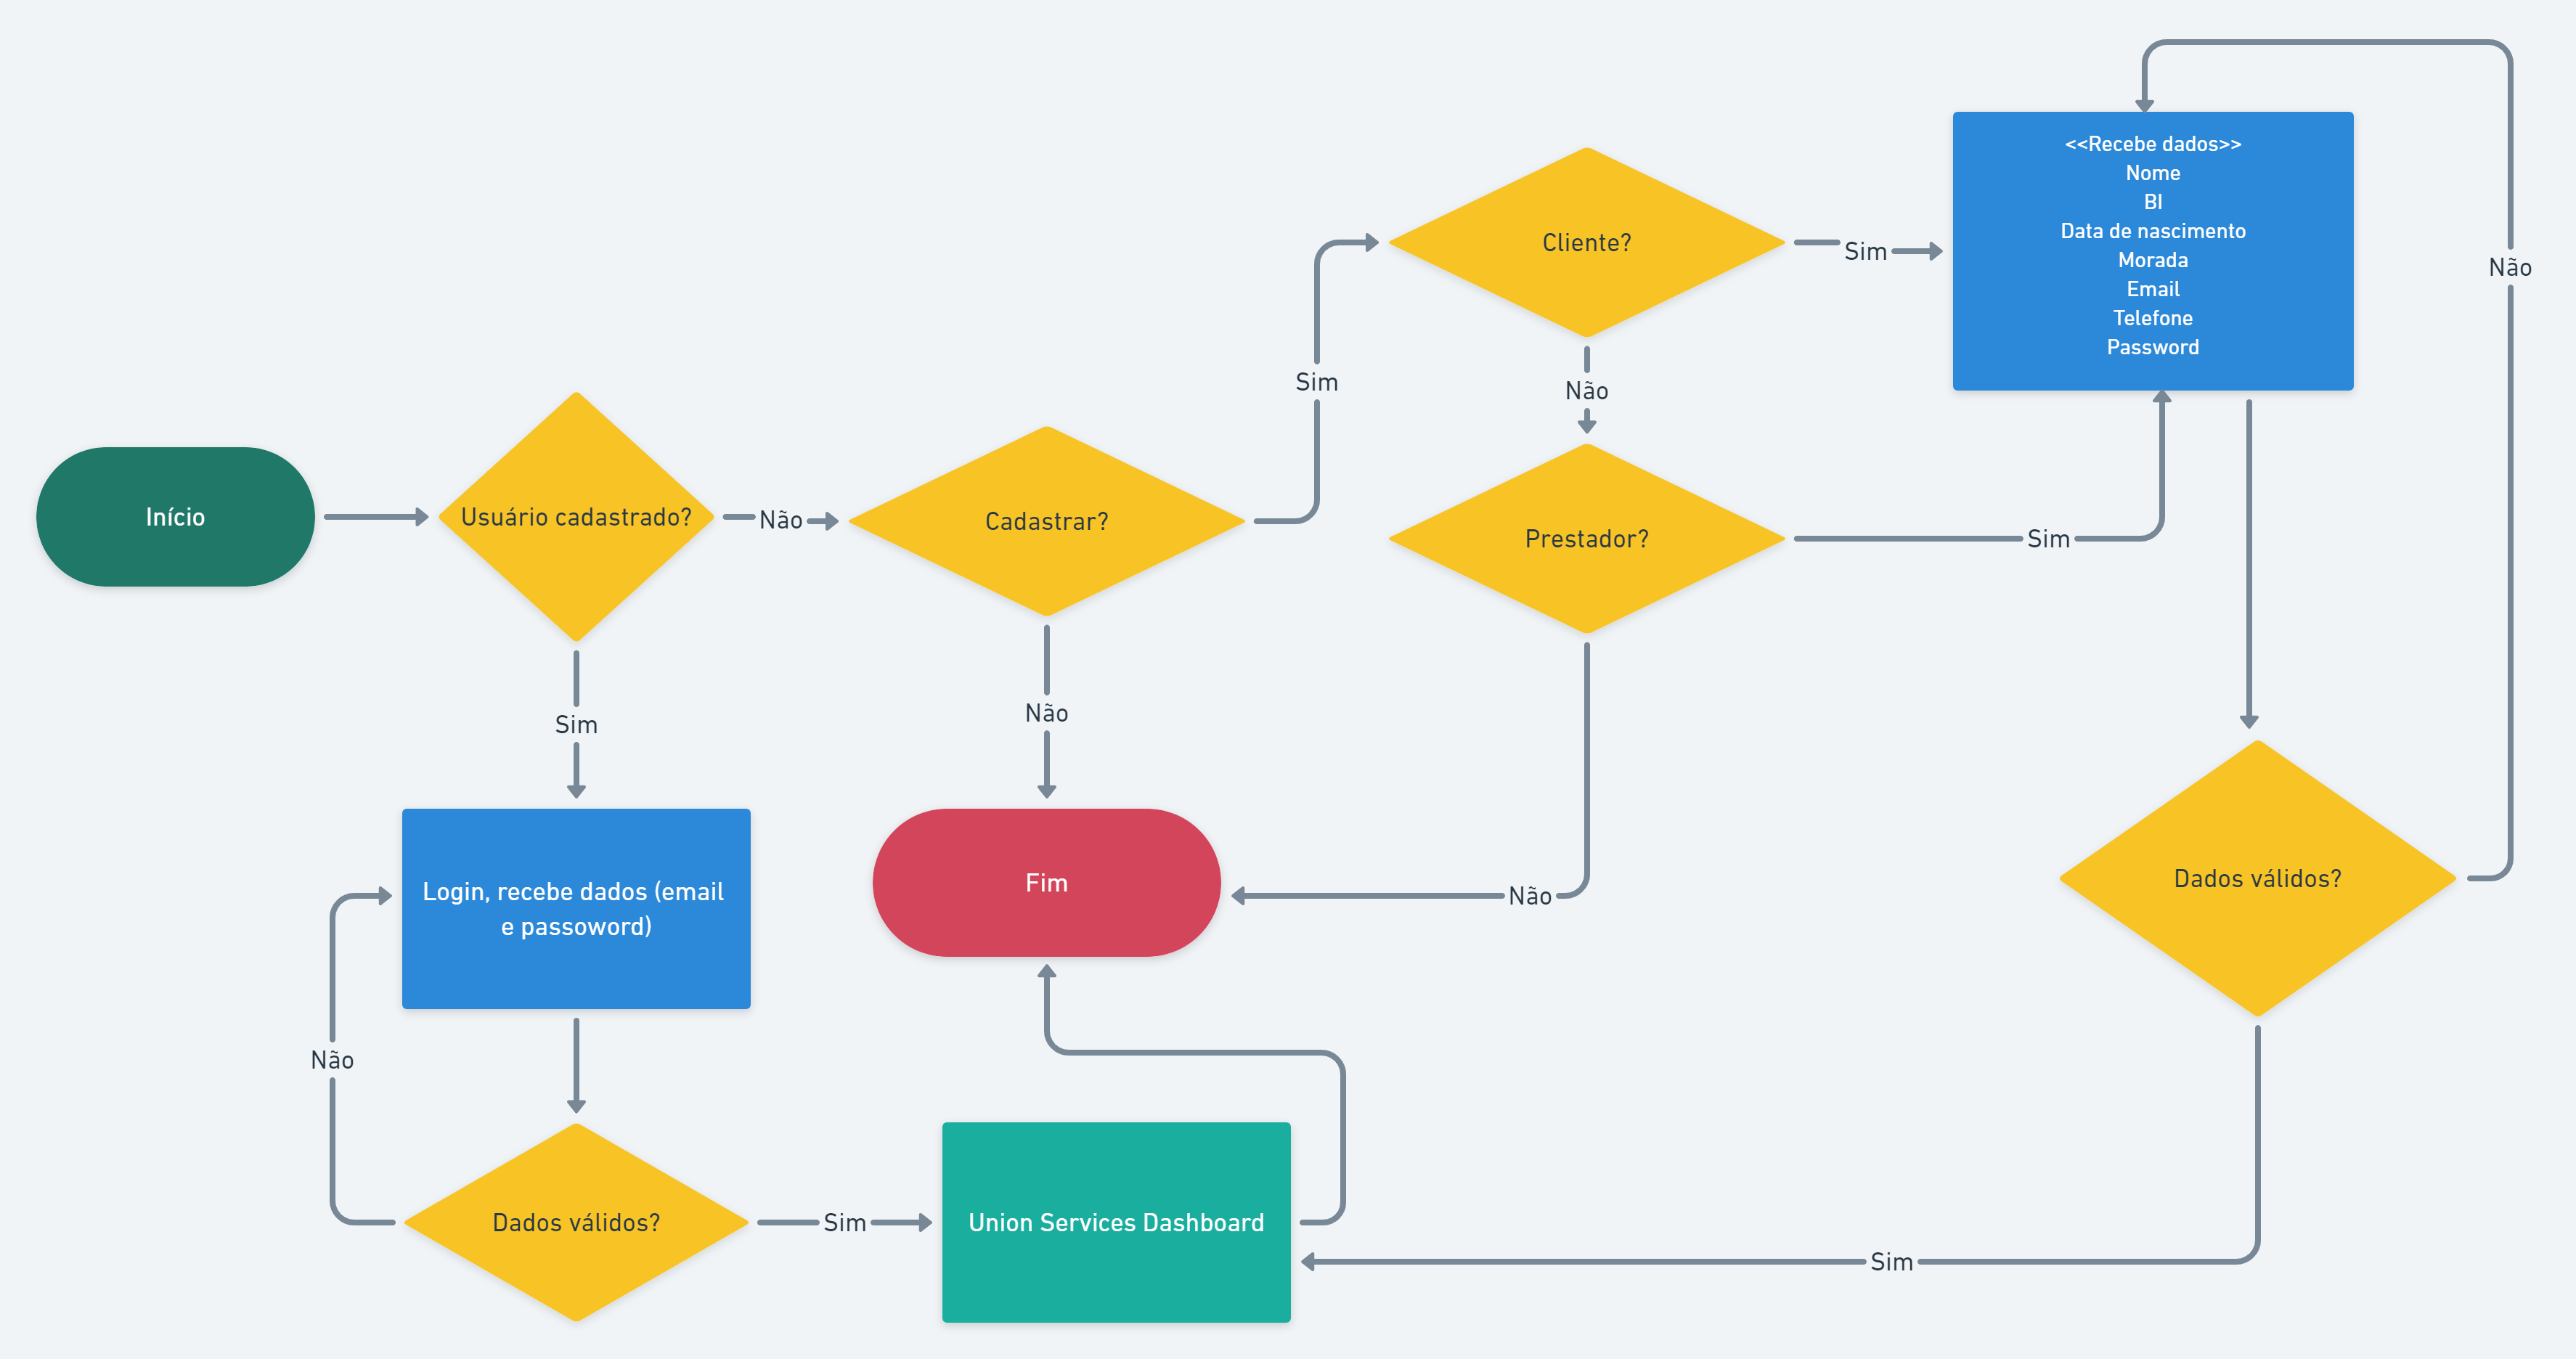 <<Recebe dados>>
Nome
BI
Data de nascimento
Morada
Email
Telefone
Password
Cliente?
Sim
Não
Sim
Não
Início
Usuário cadastrado?
Não
Cadastrar?
Prestador?
Sim
Sim
Não
Login, recebe dados (email
e passoword)
Fim
Não
Dados válidos?
Não
Dados válidos?
Sim
Union Services Dashboard
Sim